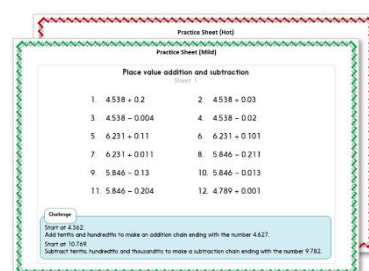 Practice Sheet (Hot)
Practice Sheet (Mild)
Place value addition and subtraction
Sheet 1
1. 4.538 + 0.2 2. 4.538 + 0.03
3. 4.538 – 0.004 4. 4.538 – 0.02
5. 6.231 + 0.11 6. 6.231 + 0.101
7. 6.231 + 0.011 8. 5.846 – 0.211
9. 5.846 – 0.13 10. 5.846 – 0.013
11. 5.846 – 0.204 12. 4.789 + 0.001
Challenge
Start at 4.362.
Add tenths and hundredths to make an addition chain ending with the number 4.627.
Start at 10.769.
Subtract tenths, hundredths and thousandths to make a subtraction chain ending with the number 9.782.